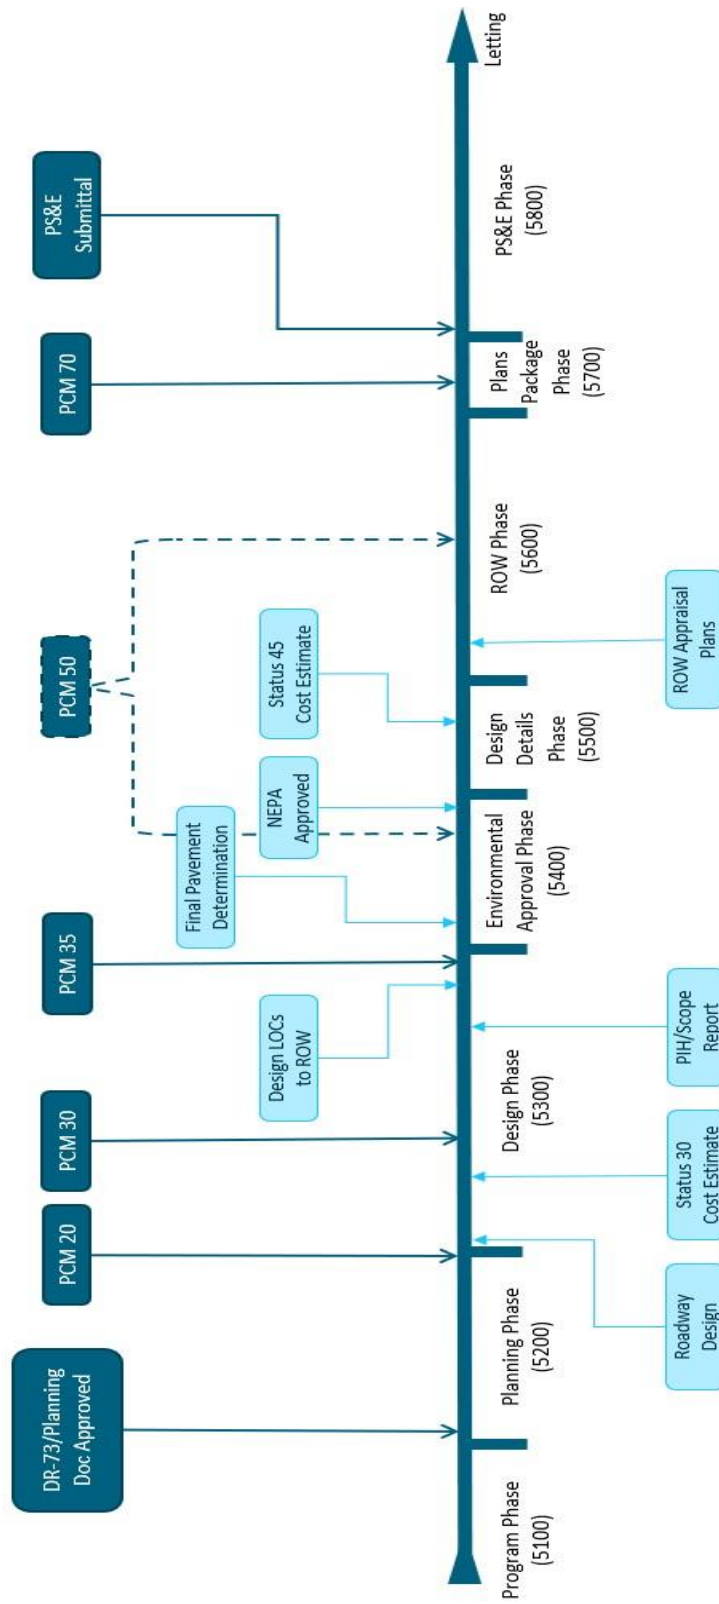 DR-73/Planning
Doc Approved
PCM 20
PCM 30
PCM 35
PCM 50
PCM 70
PS&E
Submittal
Design LOCs
to ROW
Final Pavement
Determination
NEPA
Approved
Status 45
Cost Estimate
Program Phase
(5100)
Planning Phase
(5200)
Design Phase
(5300)
Environmental
Approval Phase
(5400)
Design
Details
Phase
(5500)
ROW Phase
(5600)
Plans
Package
Phase
(5700)
PS&E Phase
(5800)
Letting
Roadway
Design
Status 30
Cost Estimate
PIH/Scope
Report
ROW Appraisal
Plans